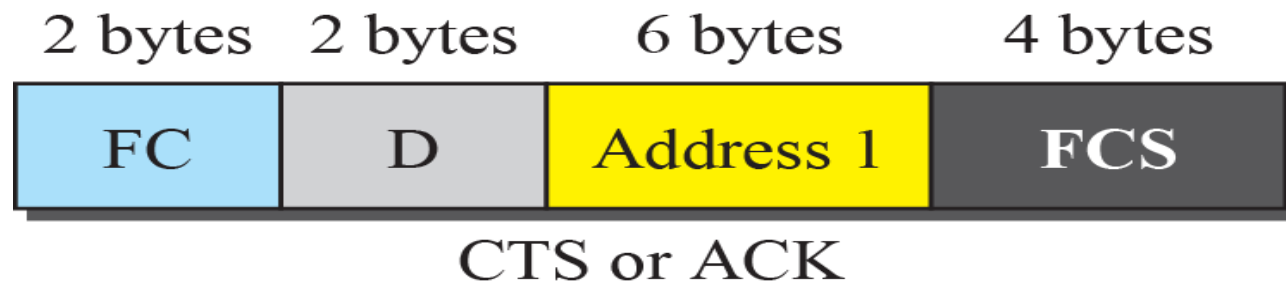 2 bytes 2 bytes 6 bytes 4 bytes
FC D Address 1 FCS
CTS or ACK